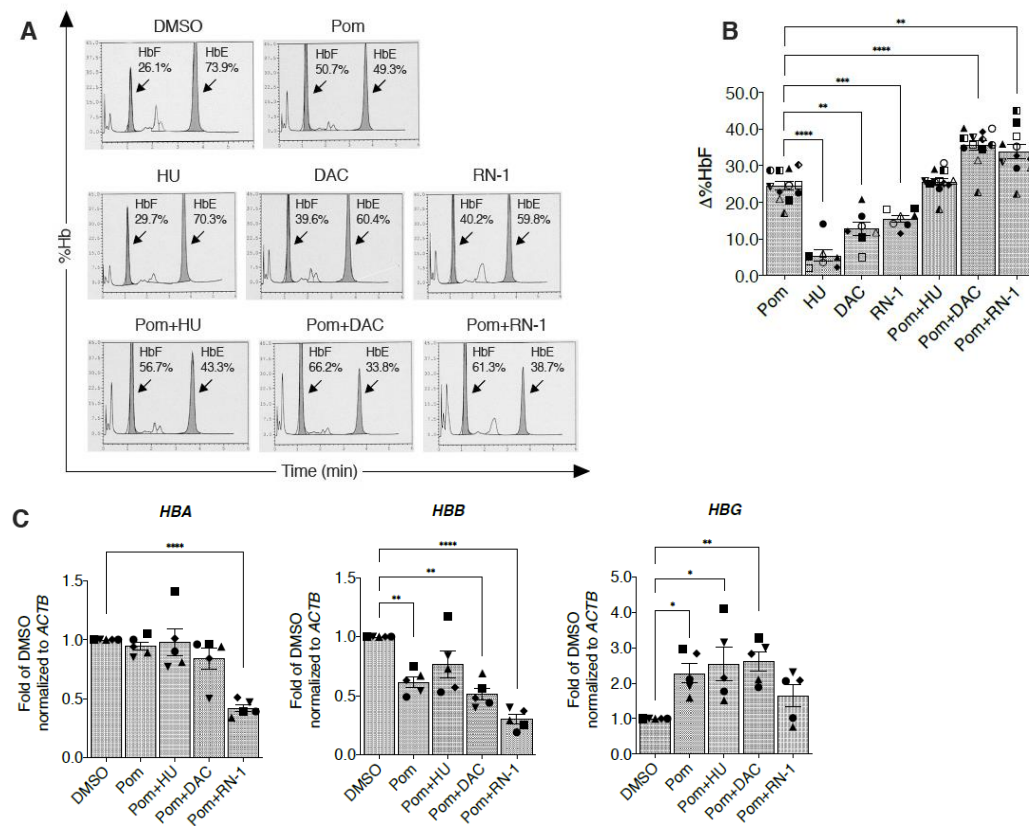 A
DMSO
HbF
26.1%
HbE
73.9%
Pom
HbF
50.7%
HbE
49.3%
HU
HbF
29.7%
HbE
70.3%
DAC
HbF
39.6%
HbE
60.4%
RN-1
HbF
40.2%
HbE
59.8%
Pom+HU
HbF
56.7%
HbE
43.3%
Pom+DAC
HbF
66.2%
HbE
33.8%
Pom+RN-1
HbF
61.3%
HbE
38.7%
%Hb
Time (min)
B
**
****
***
**
****
50.0
40.0
30.0
20.0
10.0
0.0
Δ%HbF
Pom
HU
DAC
RN-1
Pom+HU
Pom+DAC
Pom+RN-1
C
HBA
****
1.5
1.0
0.5
0.0
Fold of DMSO
normalized to ACTB
DMSO
Pom
Pom+HU
Pom+DAC
Pom+RN-1
HBB
****
**
**
1.5
1.0
0.5
0.0
Fold of DMSO
normalized to ACTB
DMSO
Pom
Pom+HU
Pom+DAC
Pom+RN-1
HBG
**
*
*
5.0
4.0
3.0
2.0
1.0
0.0
Fold of DMSO
normalized to ACTB
DMSO
Pom
Pom+HU
Pom+DAC
Pom+RN-1